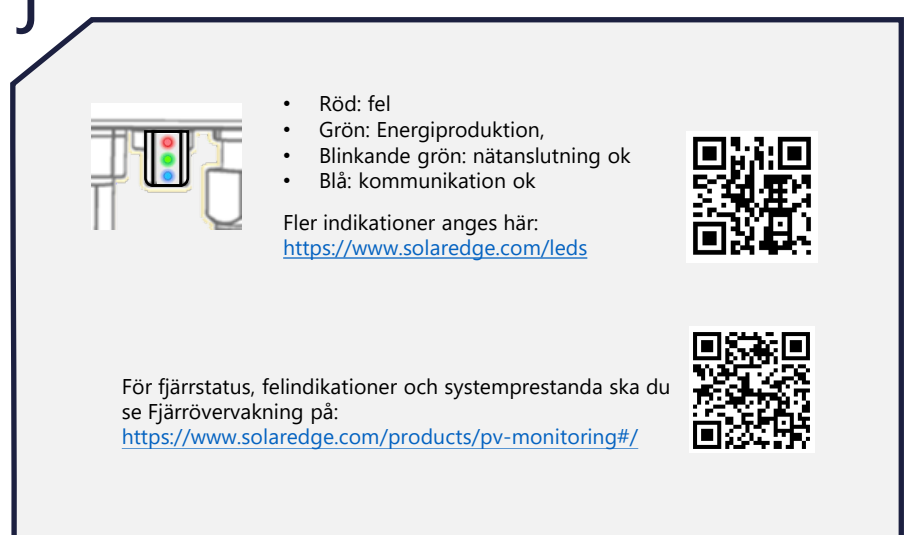 • Röd: fel
• Grön: Energiproduktion,
• Blinkande grön: nätanslutning ok
• Blå: kommunikation ok
Fler indikationer anges här:
https://www.solaredge.com/leds
För fjärrstatus, felindikationer och systemprestanda ska du
se Fjärrövervakning på:
https://www.solaredge.com/products/pv-monitoring#/